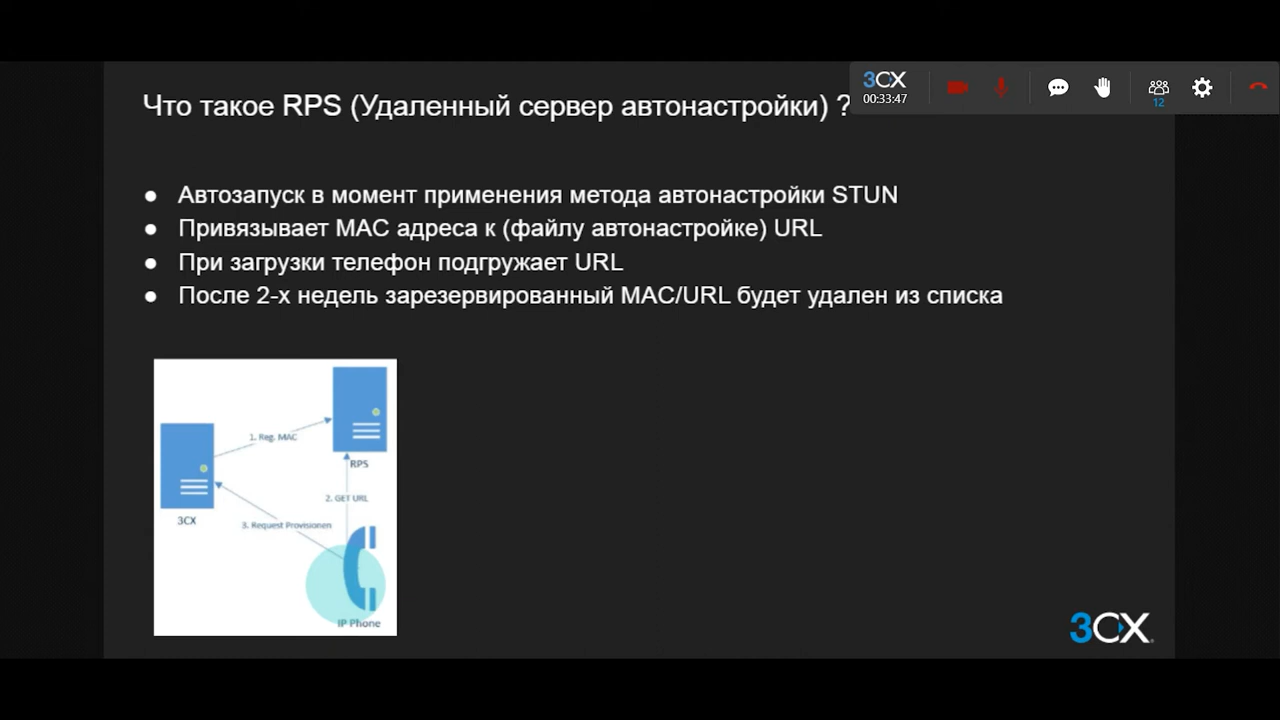 3CX
00:33:47
12
Что такое RPS (Удаленный сервер автонастройки) ?
● Автозапуск в момент применения метода автонастройки STUN
● Привязывает MAC адреса к (файлу автонастройке) URL
● При загрузки телефон подгружает URL
● После 2-х недель зарезервированный MAC/URL будет удален из списка
1. Reg. MAC
RPS
2. GET URL
3CX
3. Request Provisionen
IP Phone
3CX